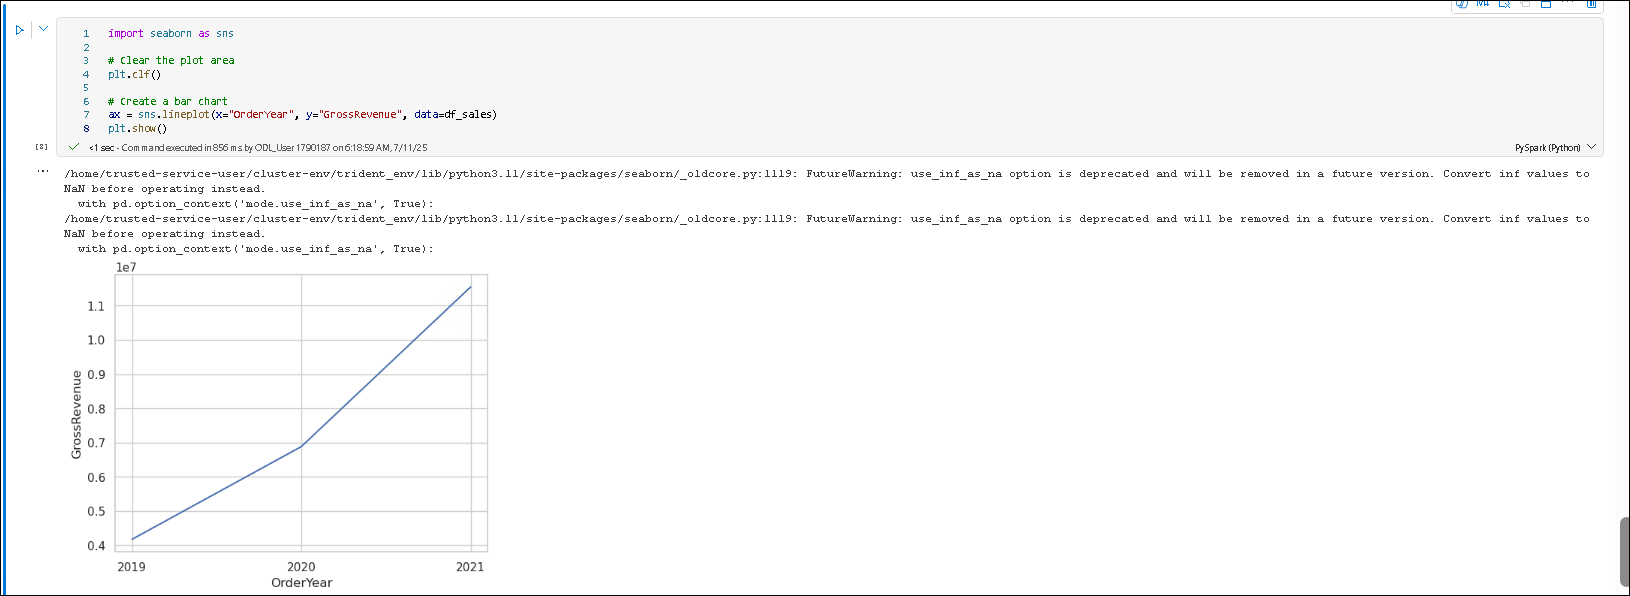 1 import seaborn as sns
2
3 # Clear the plot area
4 plt.clf()
5
6 # Create a bar chart
7 ax = sns.lineplot(x="OrderYear", y="GrossRevenue", data=df_sales)
8 plt.show()
[8] <1 sec - Command executed in 856 ms by ODL_User 1790187 on 6:18:59 AM, 7/11/25 PySpark (Python)
...
/home/trusted-service-user/cluster-env/trident_env/lib/python3.11/site-packages/seaborn/_oldcore.py:1119: FutureWarning: use_inf_as_na option is deprecated and will be removed in a future version. Convert inf values to
NaN before operating instead.
with pd.option_context('mode.use_inf_as_na', True):
/home/trusted-service-user/cluster-env/trident_env/lib/python3.11/site-packages/seaborn/_oldcore.py:1119: FutureWarning: use_inf_as_na option is deprecated and will be removed in a future version. Convert inf values to
NaN before operating instead.
with pd.option_context('mode.use_inf_as_na', True):
1e7
1.1
1.0
0.9
0.8
0.7
0.6
0.5
0.4
GrossRevenue
2019 2020 2021
OrderYear